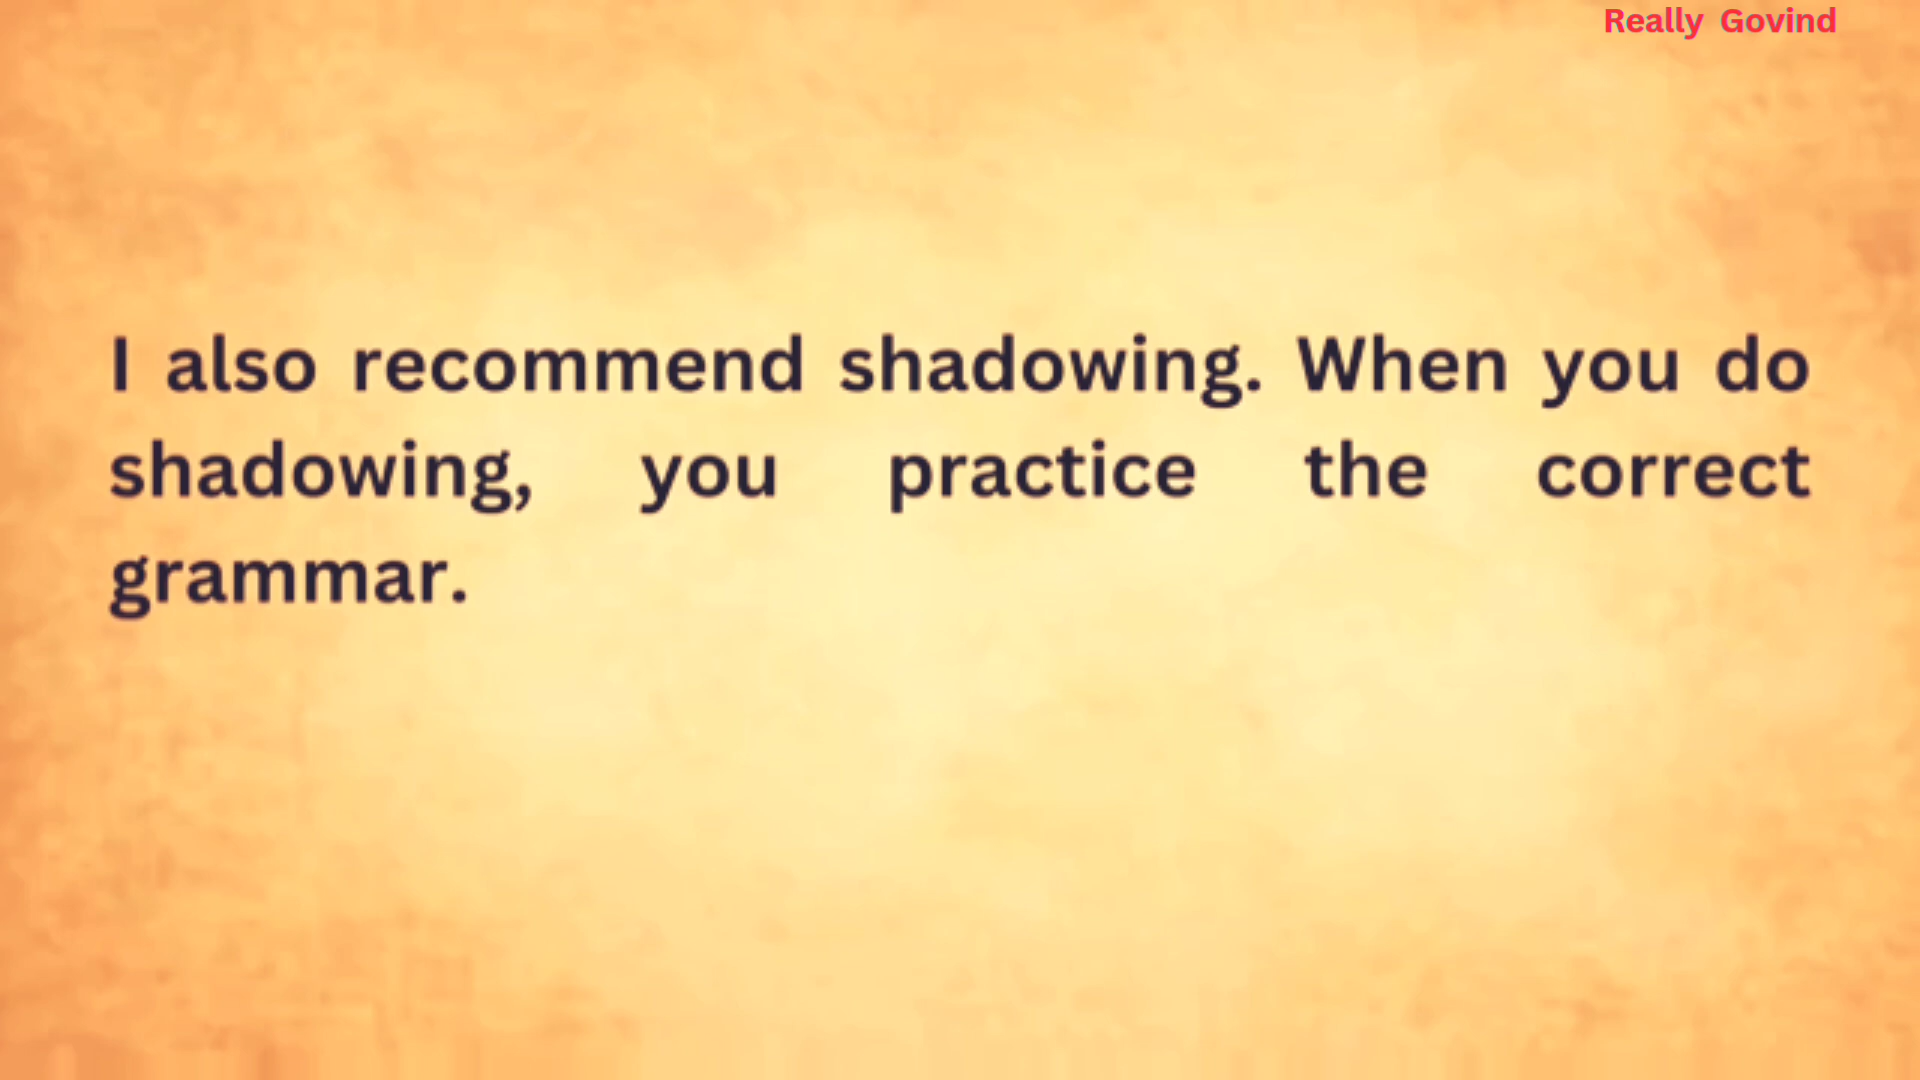 Really Govind
I also recommend shadowing. When you do
shadowing, you practice the correct
grammar.